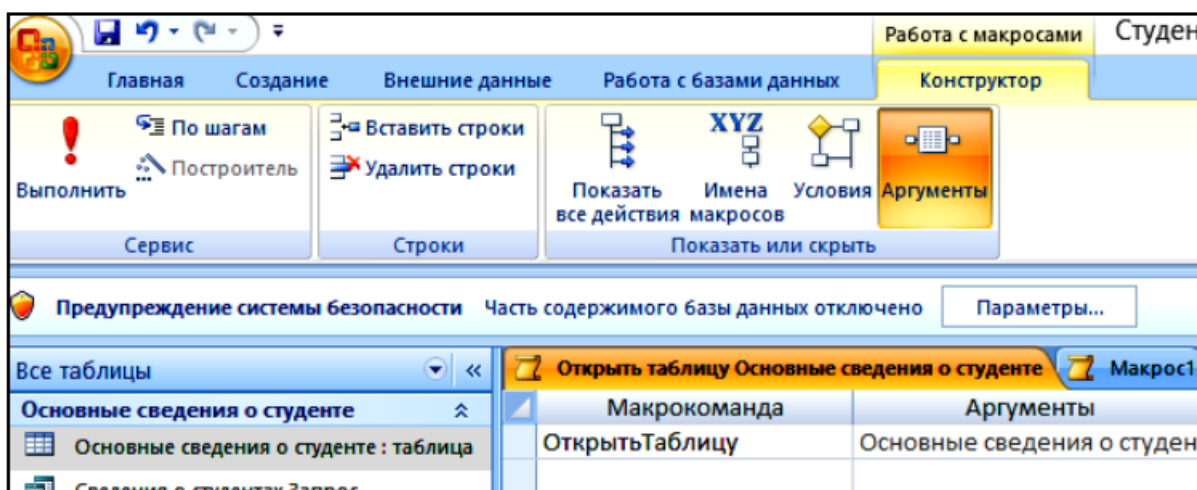 Работа с макросами Студен
Главная Создание Внешние данные Работа с базами данных Конструктор
Выполнить
По шагам
Построитель
Сервис
Вставить строки
Удалить строки
Строки
Показать
все действия
XYZ
Имена
макросов
Условия
Аргументы
Показать или скрыть
Предупреждение системы безопасности Часть содержимого базы данных отключено Параметры...
Все таблицы
Основные сведения о студенте
Основные сведения о студенте : таблица
Сведения о студентах Запрос
Открыть таблицу Основные сведения о студенте Макрос1
Макрокоманда Аргументы
ОткрытьТаблицу Основные сведения о студен